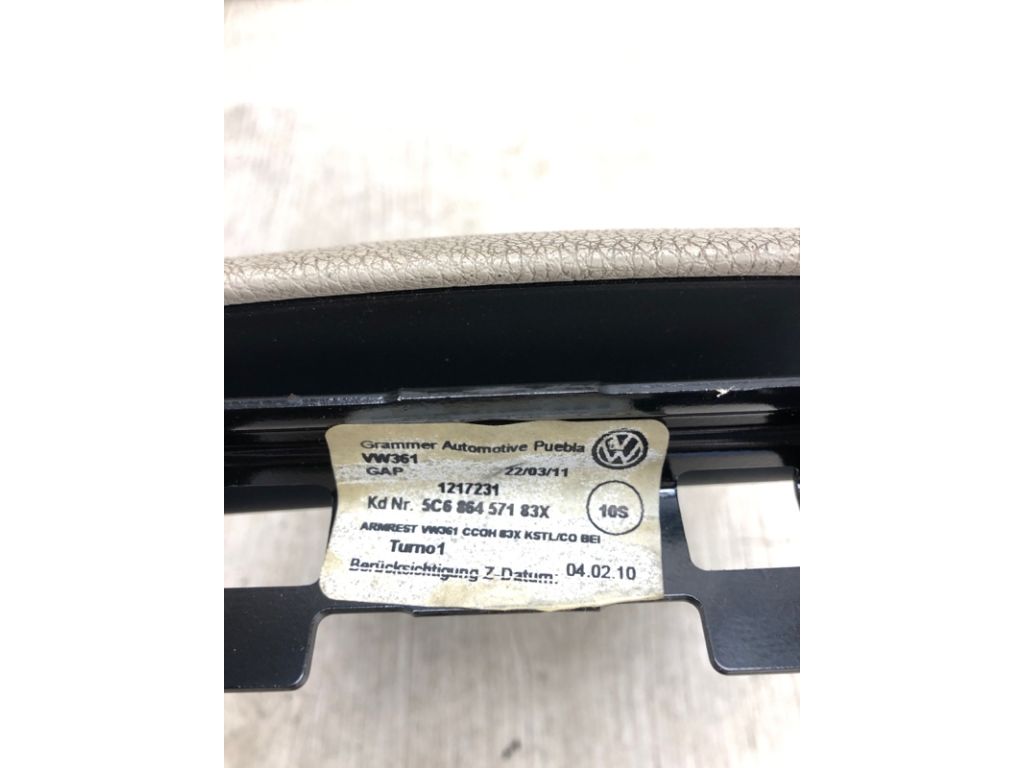 Grammer Automotive Puebla
VW361
GAP 22/03/11
1217231
Kd Nr. 5C6 864 571 83X
10S
ARMREST VW361 CCOH 83X KSTL/CO BEI
Turno1
Berücksichtigung Z-Datum: 04.02.10